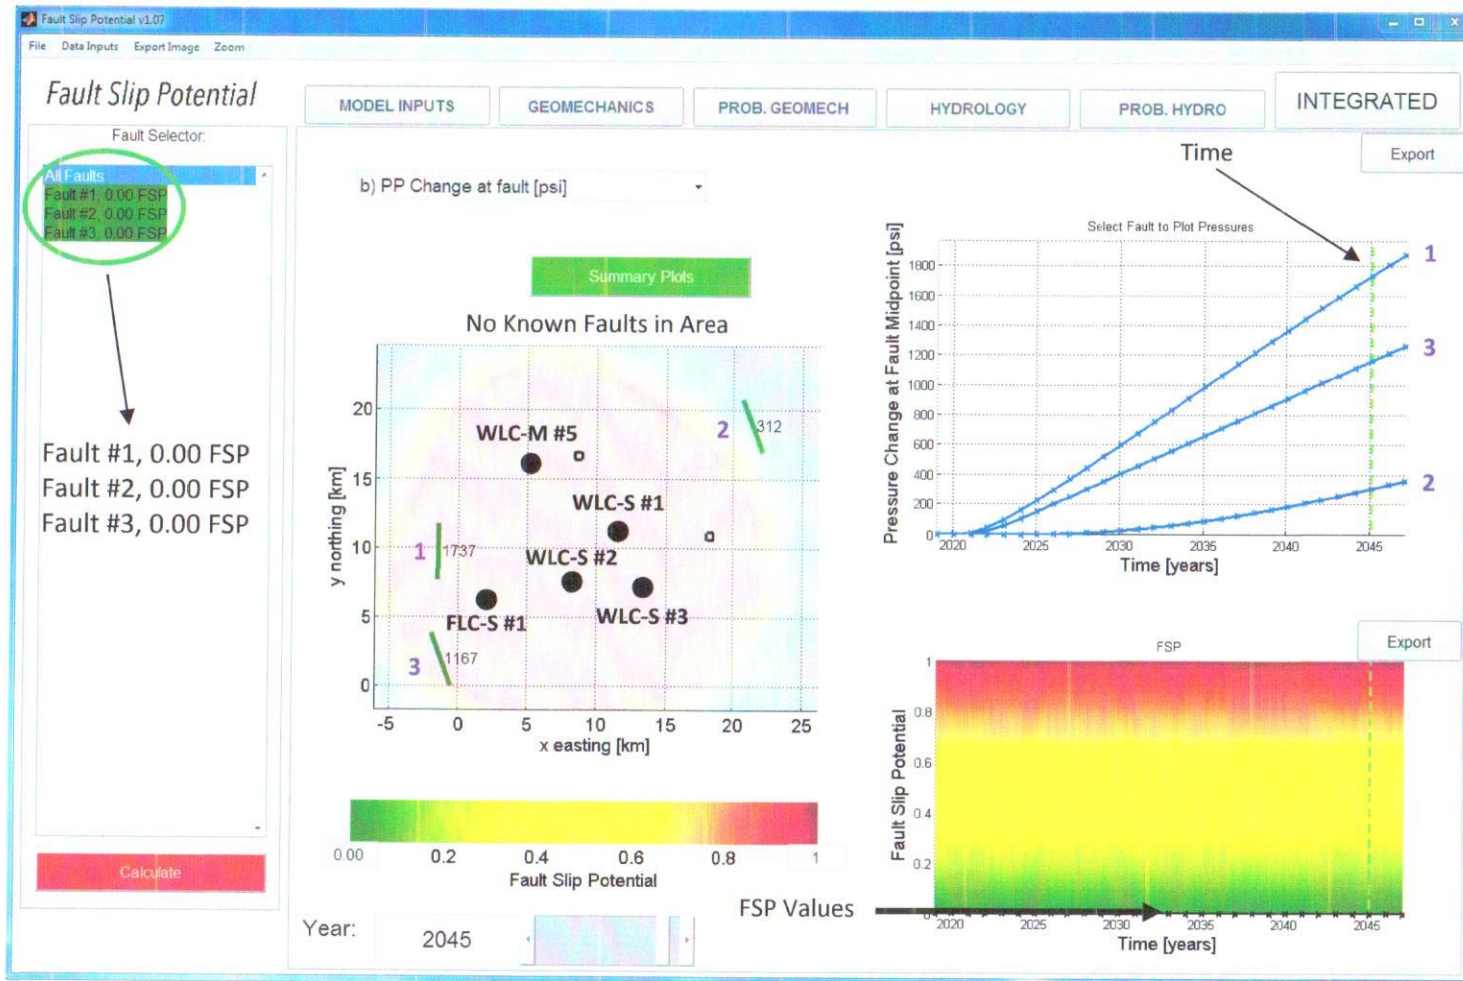 Fault Slip Potential v1.07
File Data Inputs Export Image Zoom
Fault Slip Potential
MODEL INPUTS GEOMECHANICS PROB. GEOMECH HYDROLOGY PROB. HYDRO INTEGRATED
Fault Selector:
All Faults
Fault #1, 0.00 FSP
Fault #2, 0.00 FSP
Fault #3, 0.00 FSP
Fault #1, 0.00 FSP
Fault #2, 0.00 FSP
Fault #3, 0.00 FSP
Calculate
b) PP Change at fault [psi]
Summary Plots
No Known Faults in Area
20
15
10
5
0
y northing [km]
WLC-M #5
WLC-S #1
WLC-S #2
WLC-S #3
FLC-S #1
1 1737
2 312
3 1167
-5 0 5 10 15 20 25
x easting [km]
0.00 0.2 0.4 0.6 0.8 1
Fault Slip Potential
Year: 2045
Time
Export
Select Fault to Plot Pressures
Pressure Change at Fault Midpoint [psi]
1800
1600
1400
1200
1000
800
600
400
200
0
1
3
2
2020 2025 2030 2035 2040 2045
Time [years]
Export
FSP
Fault Slip Potential
1
0.8
0.6
0.4
0.2
0
FSP Values
2020 2025 2030 2035 2040 2045
Time [years]